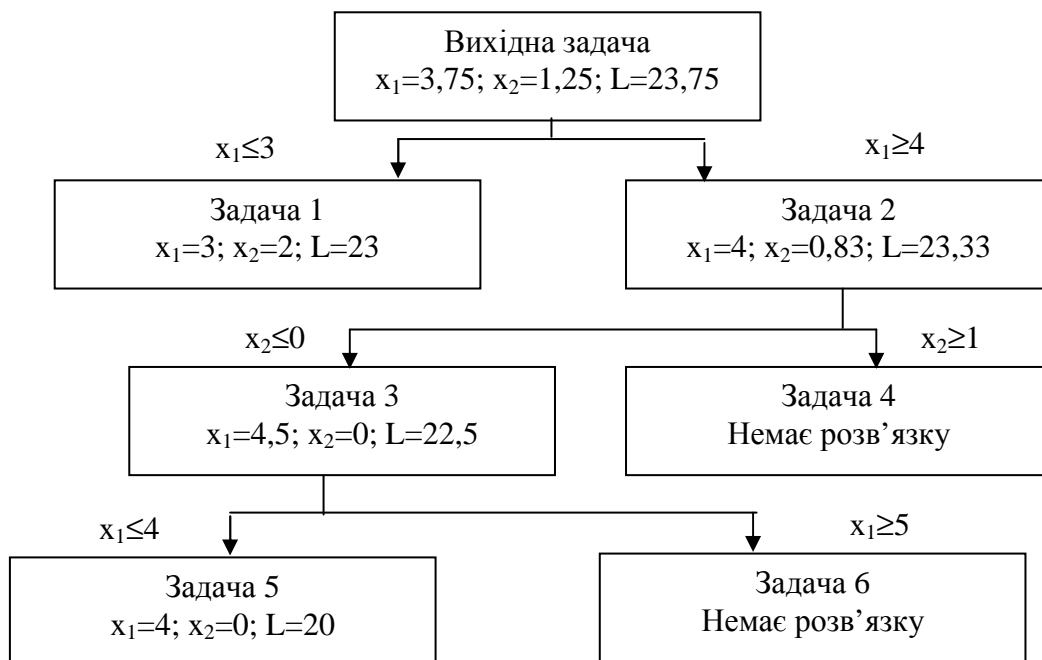 Вихідна задача
x₁=3,75; x₂=1,25; L=23,75
x₁≤3
x₁≥4
Задача 1
x₁=3; x₂=2; L=23
Задача 2
x₁=4; x₂=0,83; L=23,33
x₂≤0
x₂≥1
Задача 3
x₁=4,5; x₂=0; L=22,5
Задача 4
Немає розв’язку
x₁≤4
x₁≥5
Задача 5
x₁=4; x₂=0; L=20
Задача 6
Немає розв’язку